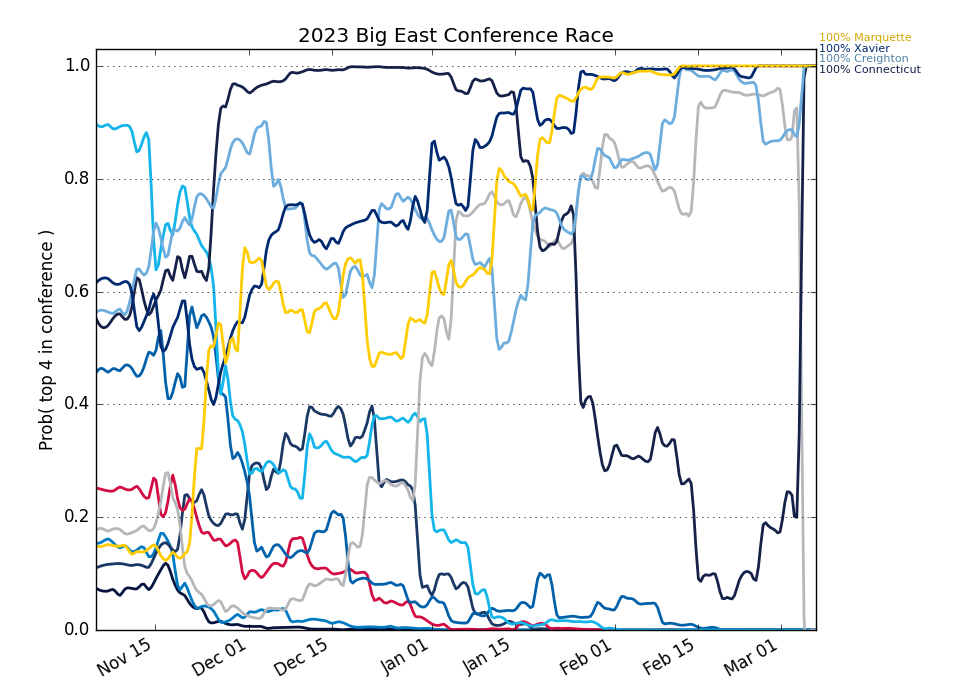 2023 Big East Conference Race
100% Marquette
100% Xavier
100% Creighton
100% Connecticut
Prob( top 4 in conference )
1.0
0.8
0.6
0.4
0.2
0.0
Nov 15
Dec 01
Dec 15
Jan 01
Jan 15
Feb 01
Feb 15
Mar 01